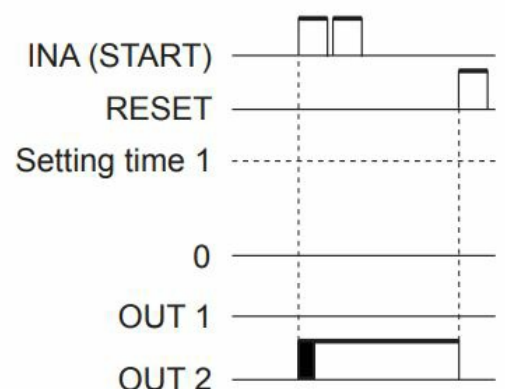 INA (START)
RESET
Setting time 1
0
OUT 1
OUT 2